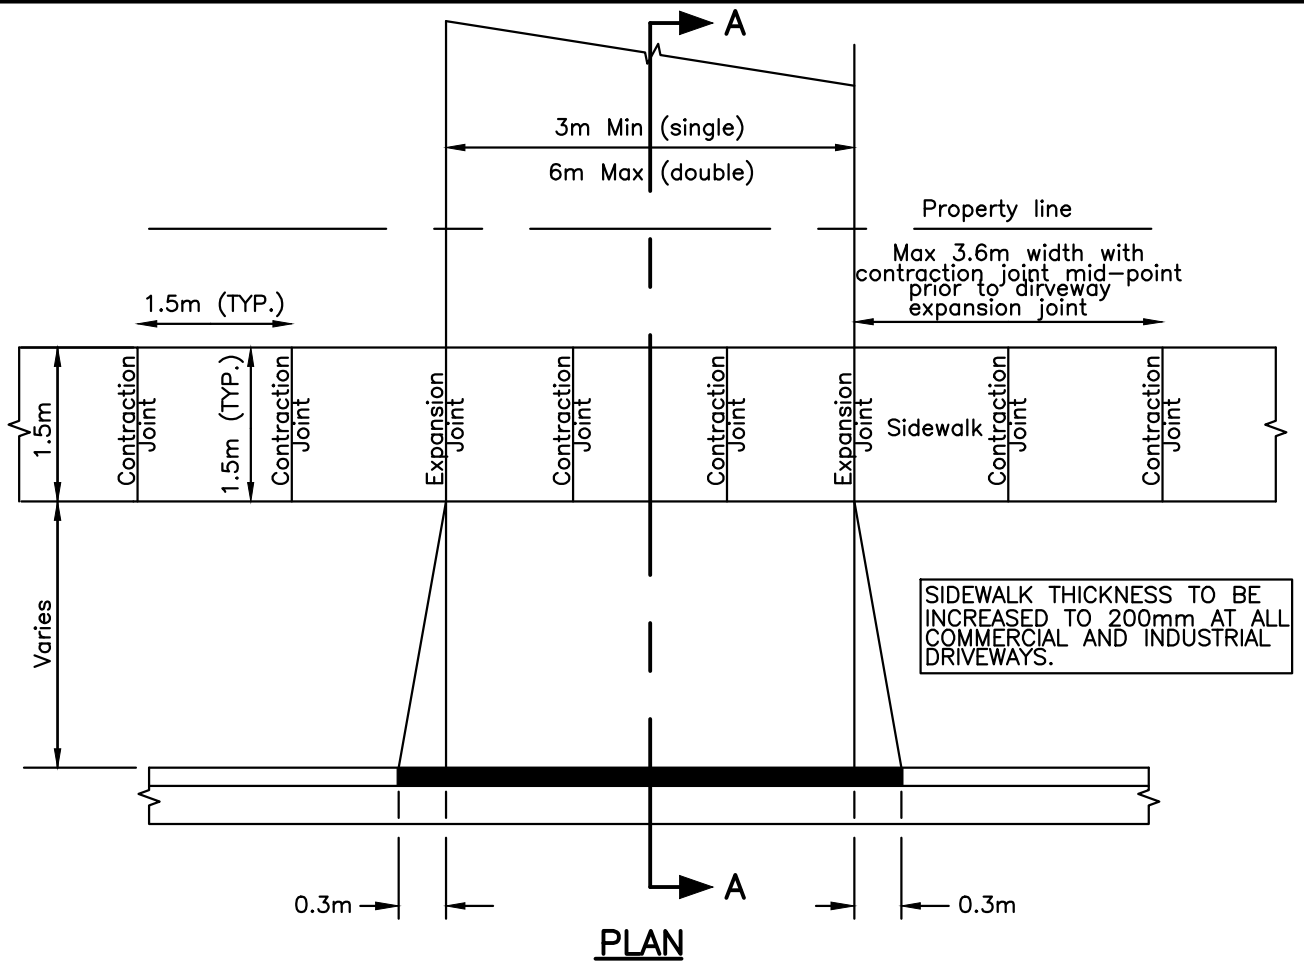 A
3m Min (single)
6m Max (double)
Property line
Max 3.6m width with
contraction joint mid-point
prior to dirveway
expansion joint
1.5m (TYP.)
1.5m
Contraction
Joint
1.5m (TYP.)
Contraction
Joint
Expansion
Joint
Contraction
Joint
Contraction
Joint
Expansion
Joint
Sidewalk
Contraction
Joint
Contraction
Joint
Varies
SIDEWALK THICKNESS TO BE
INCREASED TO 200mm AT ALL
COMMERCIAL AND INDUSTRIAL
DRIVEWAYS.
A
0.3m
0.3m
PLAN